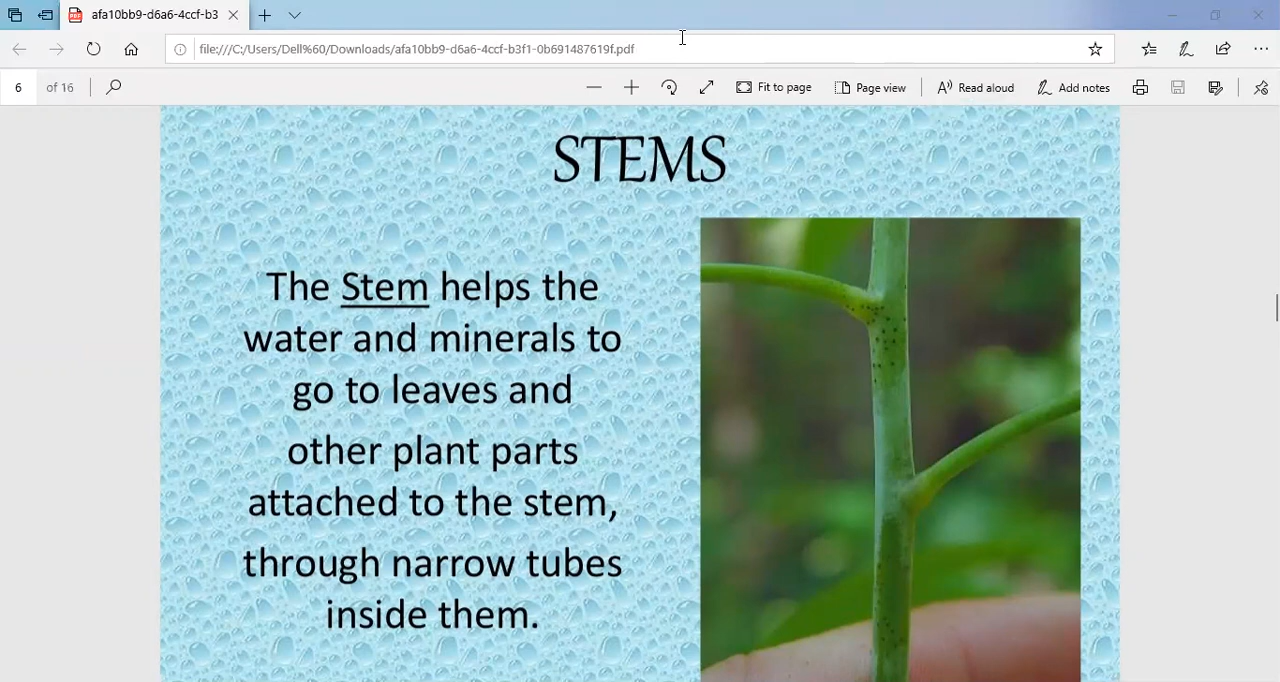 afa10bb9-d6a6-4ccf-b3
file:///C:/Users/Dell%60/Downloads/afa10bb9-d6a6-4ccf-b3f1-0b691487619f.pdf
6 of 16 Fit to page Page view Read aloud Add notes
STEMS
The Stem helps the
water and minerals to
go to leaves and
other plant parts
attached to the stem,
through narrow tubes
inside them.